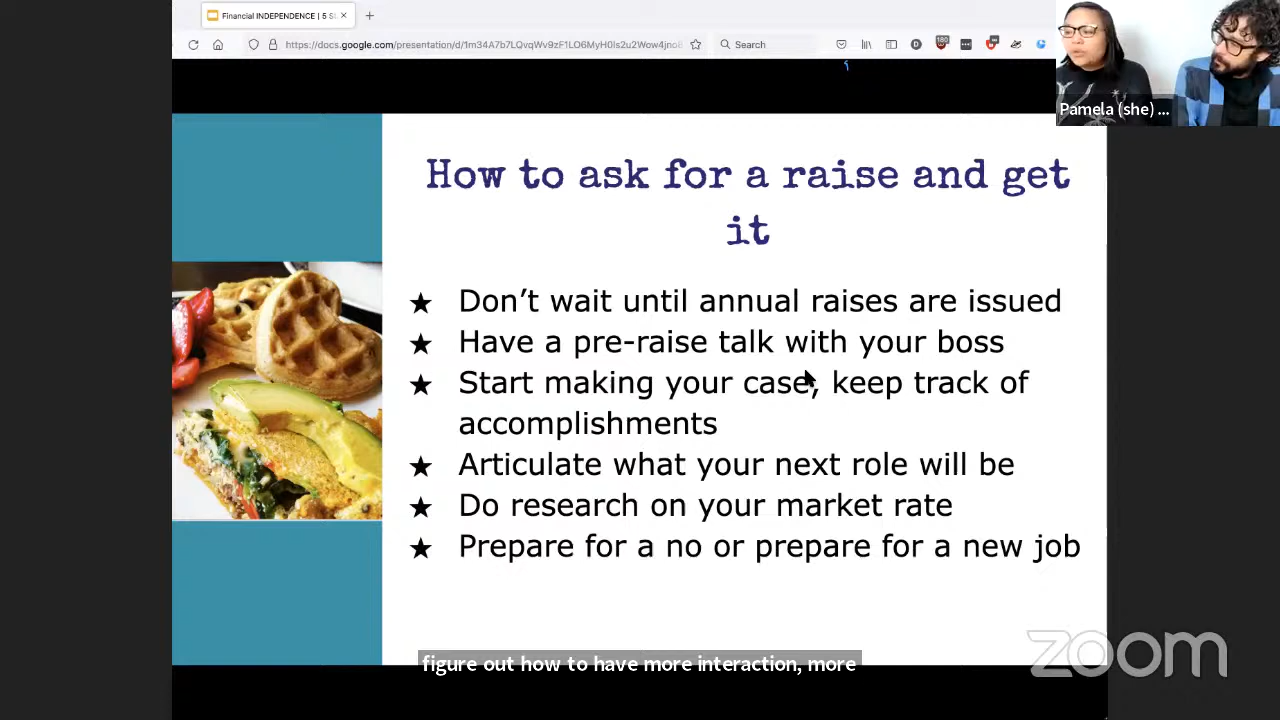 Financial INDEPENDENCE | 5 S
https://docs.google.com/presentation/d/1m34A7b7LQvqWv9zF1LO6MyH0ls2u2Wow4jno
Search
180
Pamela (she) ...
How to ask for a raise and get
it
★ Don’t wait until annual raises are issued
★ Have a pre-raise talk with your boss
★ Start making your case, keep track of
accomplishments
★ Articulate what your next role will be
★ Do research on your market rate
★ Prepare for a no or prepare for a new job
figure out how to have more interaction, more
zoom